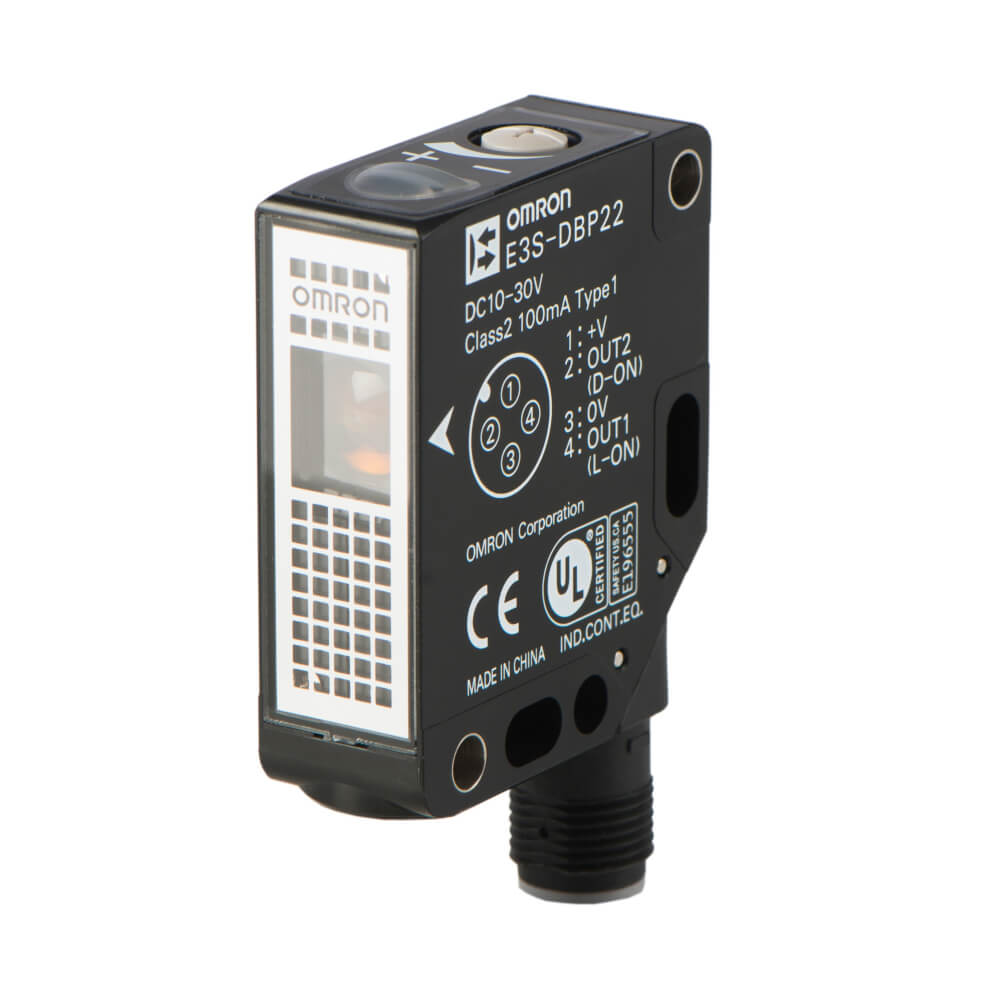 + −
OMRON
OMRON
E3S-DBP22
DC10-30V
Class2 100mA Type1
1 : +V
2 : OUT2
(D-ON)
3 : 0V
4 : OUT1
(L-ON)
1
4
2
3
OMRON Corporation
CE
UL
®
CERTIFIED
SAFETY US.CA
E196555
IND.CONT.EQ.
MADE IN CHINA